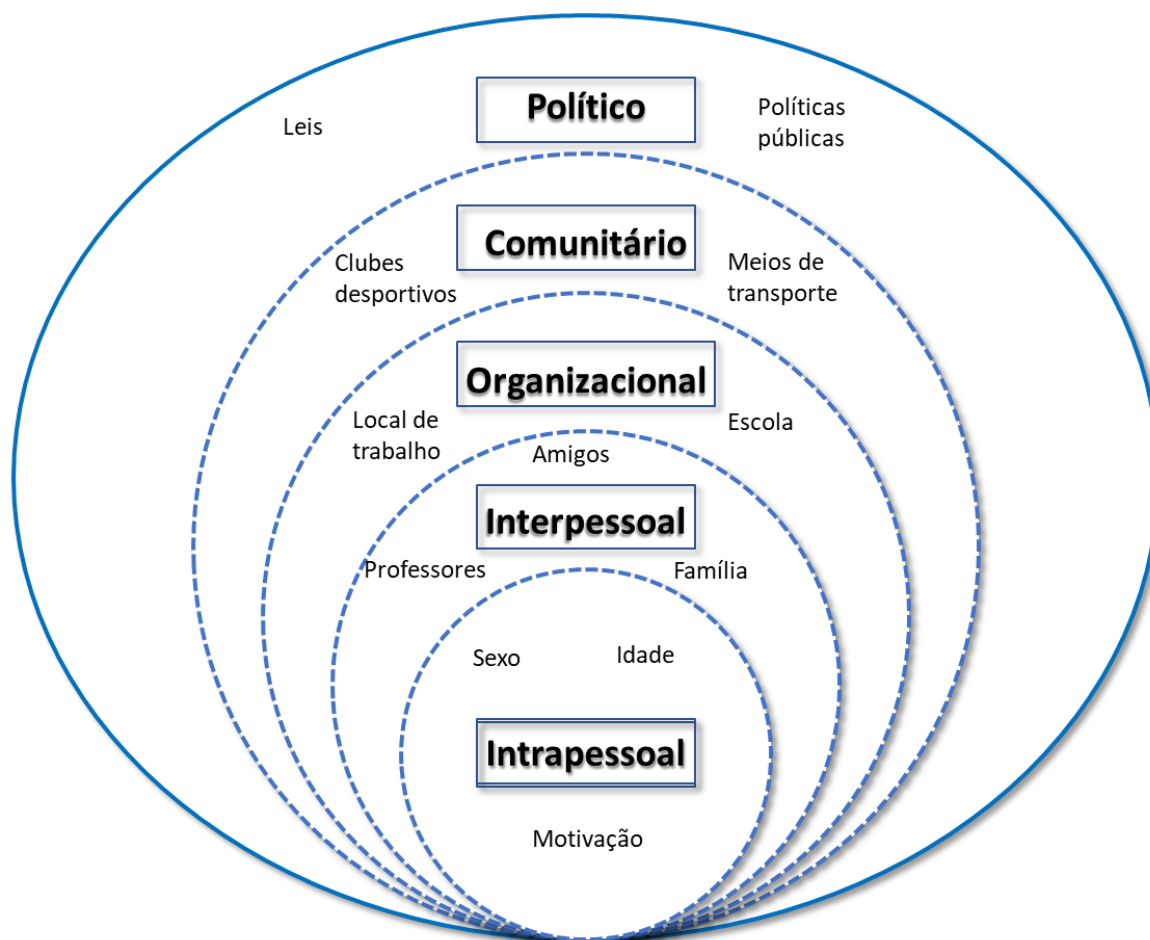 Político
Leis
Políticas
públicas
Comunitário
Clubes
desportivos
Meios de
transporte
Organizacional
Local de
trabalho
Escola
Amigos
Interpessoal
Professores
Família
Sexo
Idade
Intrapessoal
Motivação